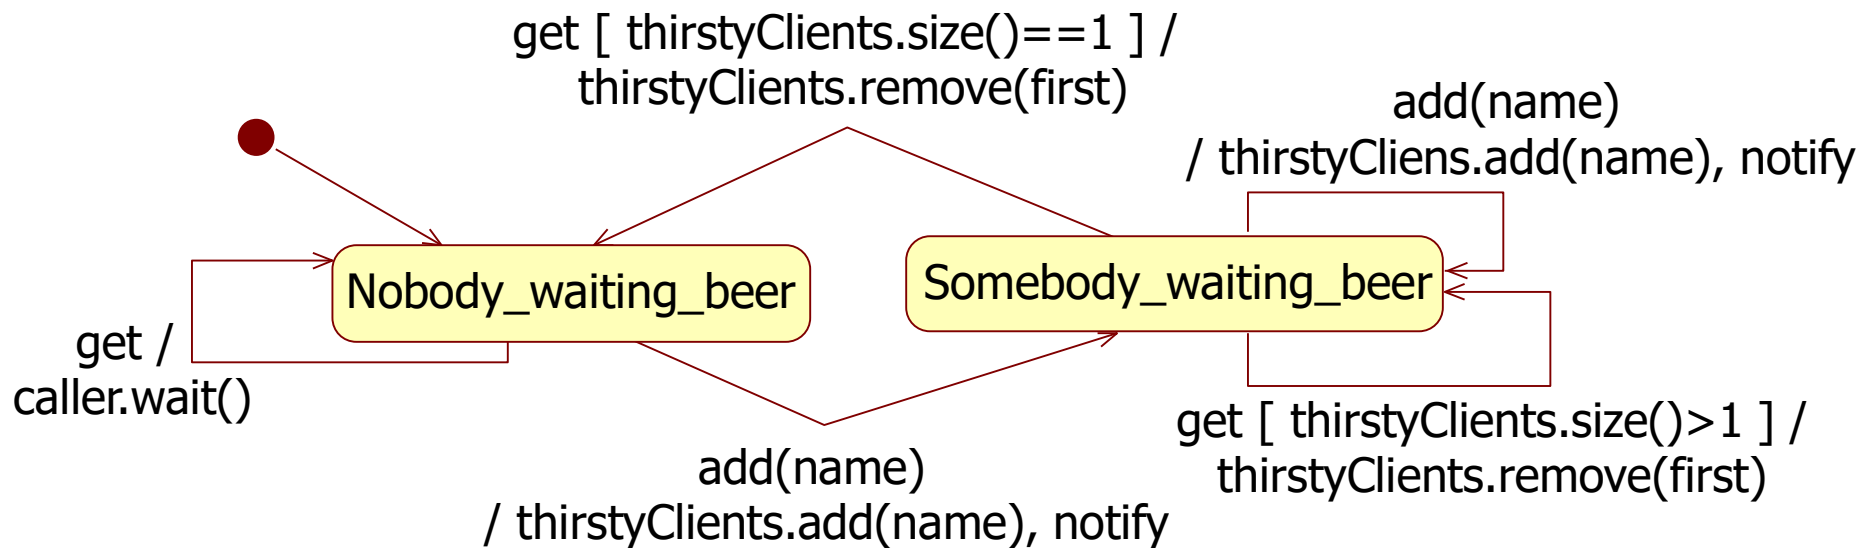 get [ thirstyClients.size()==1 ] /
thirstyClients.remove(first)
add(name)
/ thirstyCliens.add(name), notify
Nobody_waiting_beer
Somebody_waiting_beer
get /
caller.wait()
get [ thirstyClients.size()>1 ] /
thirstyClients.remove(first)
add(name)
/ thirstyClients.add(name), notify